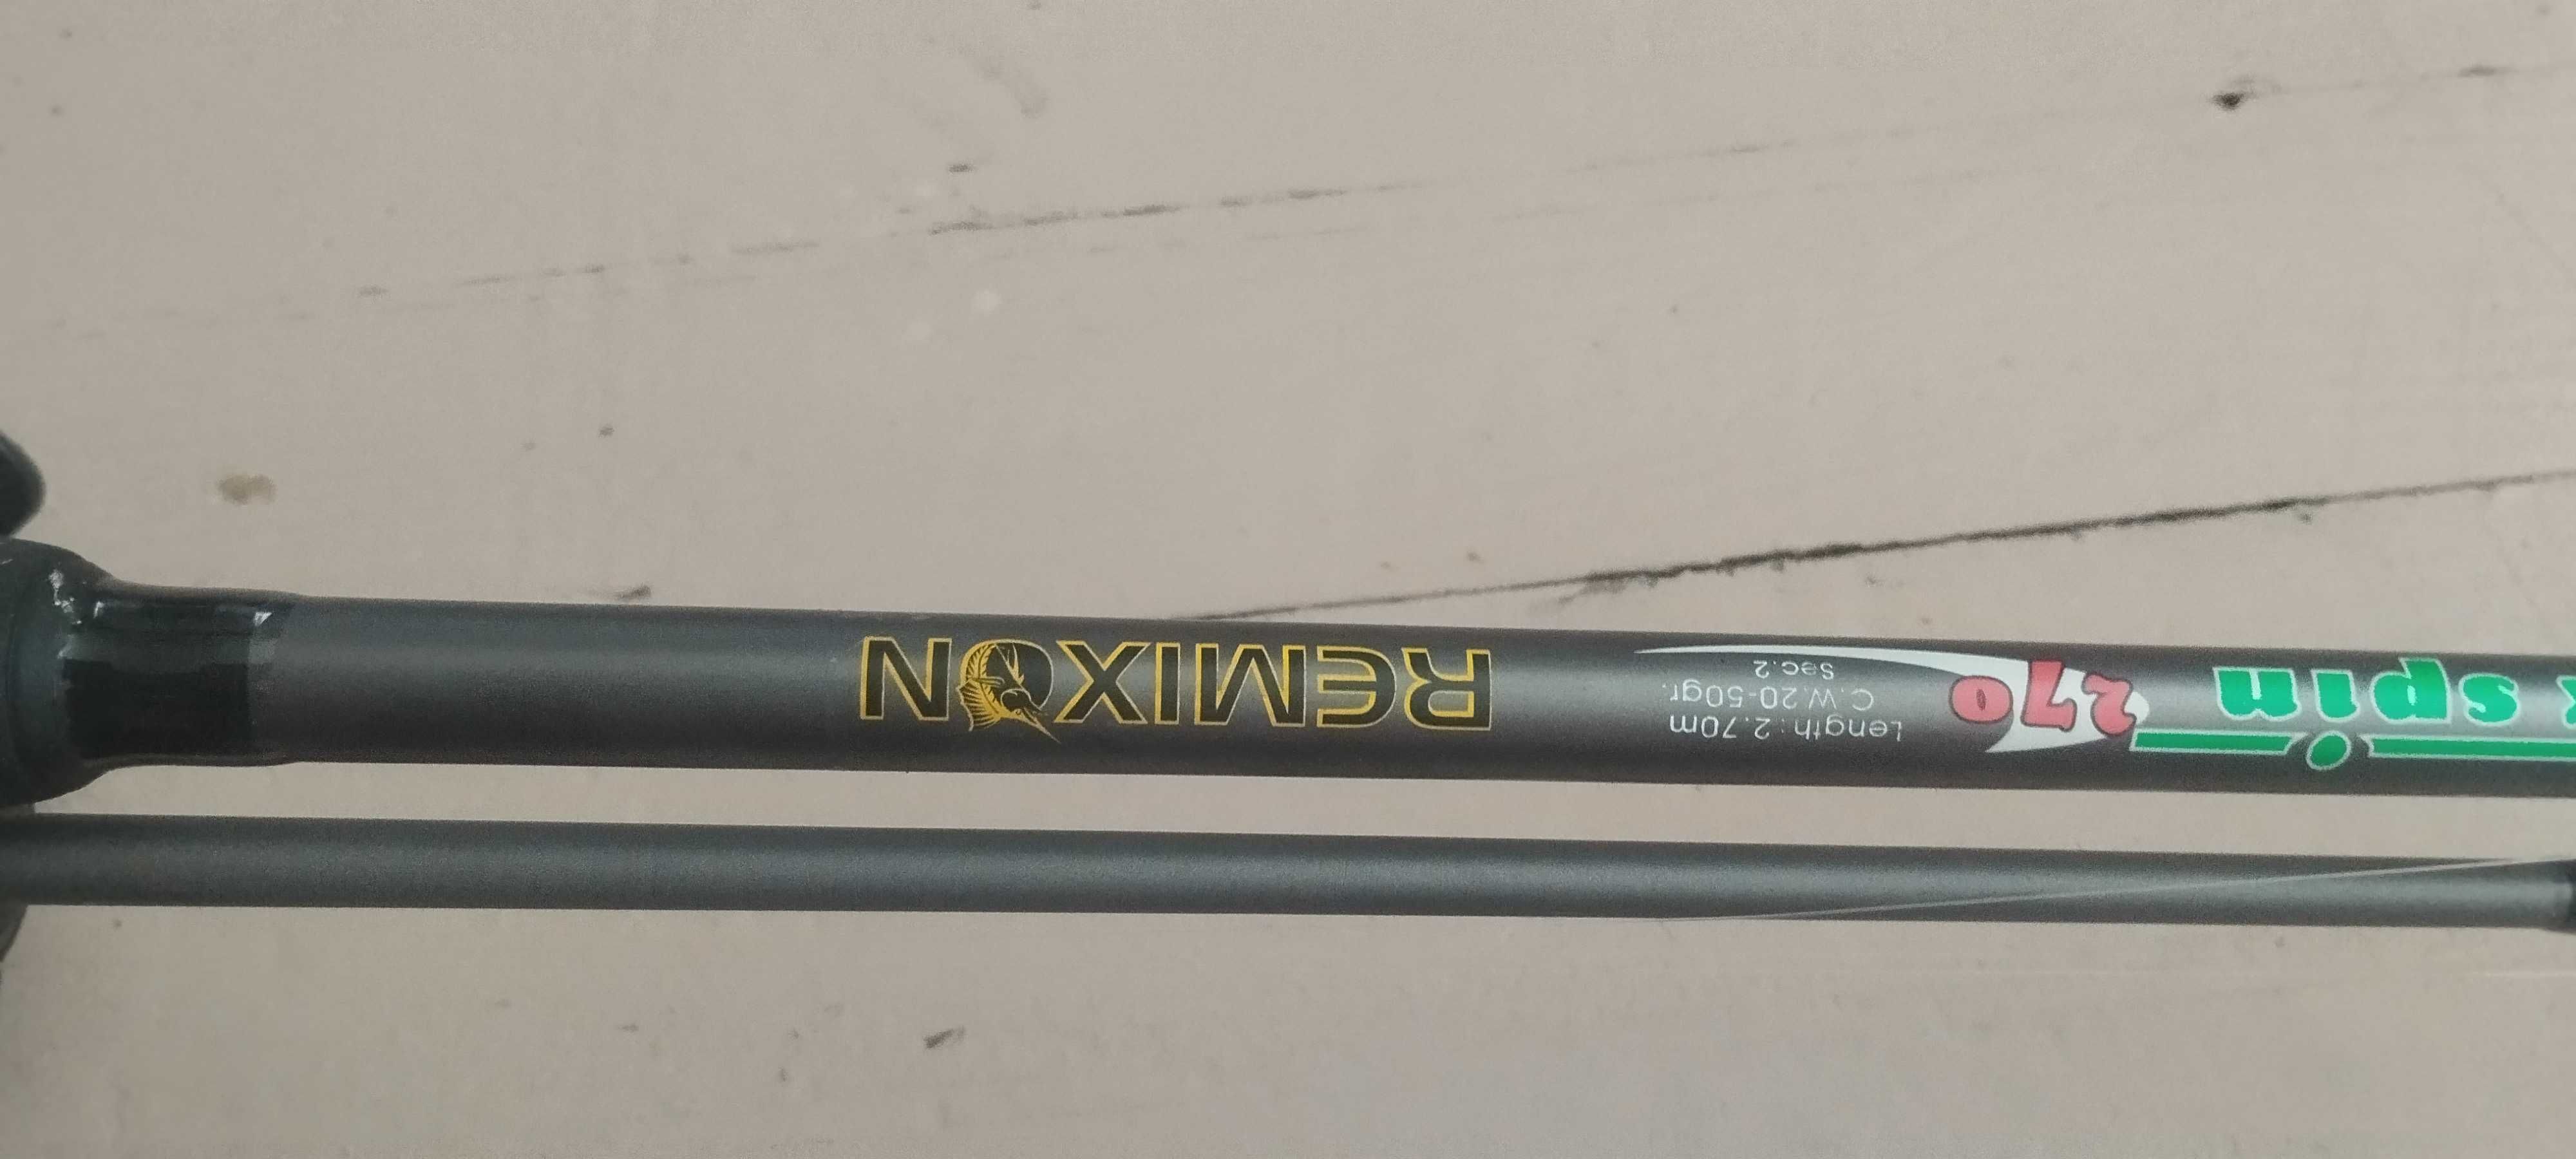 spin
270
Length: 2.70m
C.W.20-50gr.
Sec.2
REMIXON